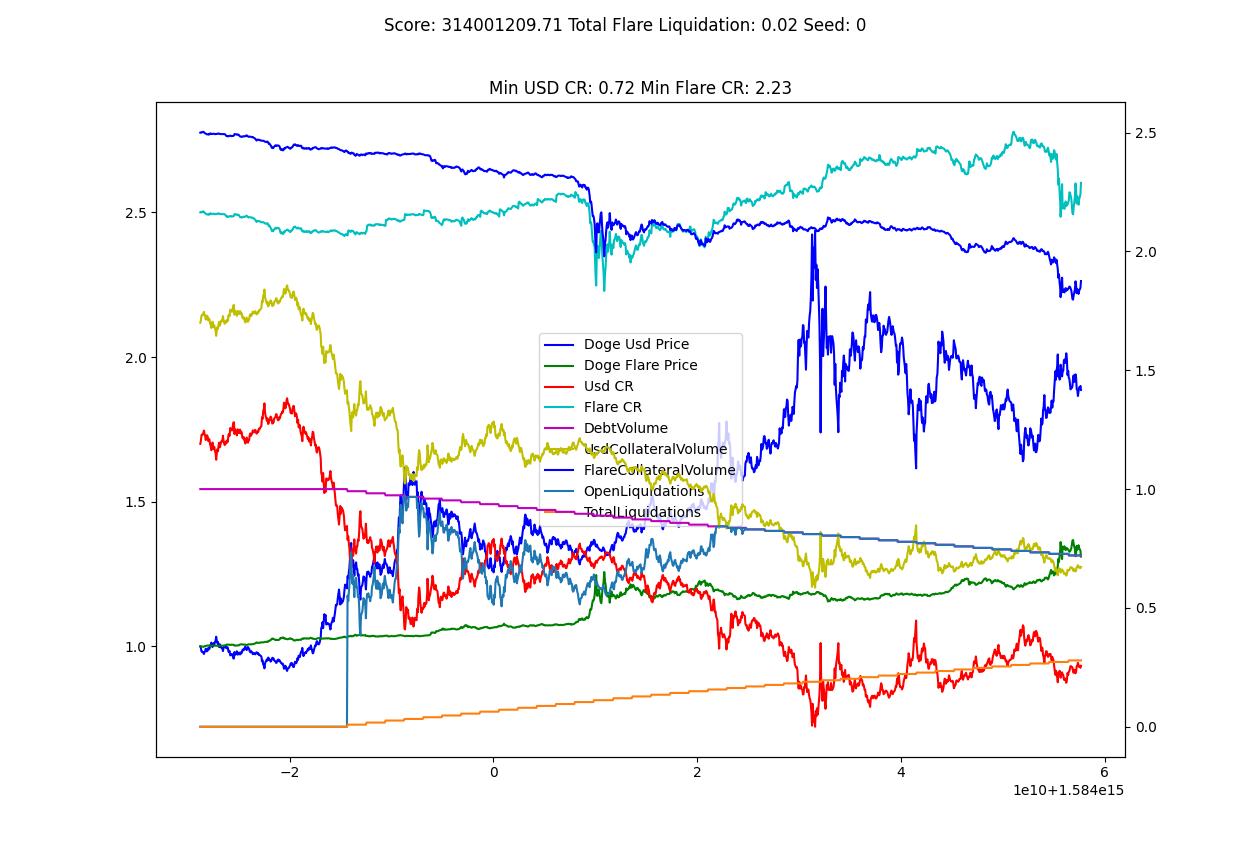 Score: 314001209.71 Total Flare Liquidation: 0.02 Seed: 0
Min USD CR: 0.72 Min Flare CR: 2.23
2.5
2.0
1.5
1.0
2.5
2.0
1.5
1.0
0.5
0.0
Doge Usd Price
Doge Flare Price
Usd CR
Flare CR
DebtVolume
UsdCollateralVolume
FlareCollateralVolume
OpenLiquidations
TotalLiquidations
−2
0
2
4
6
1e10+1.584e15